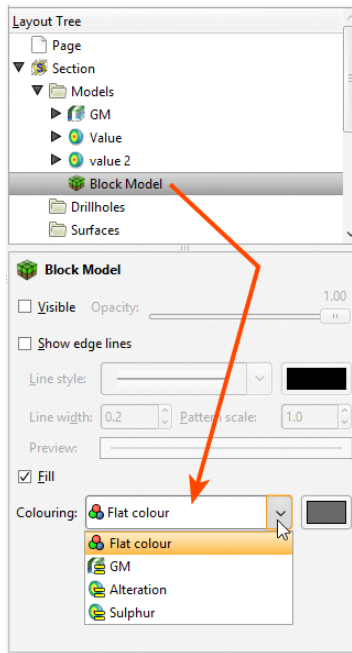 Layout Tree
Page
Section
Models
GM
Value
value 2
Block Model
Drillholes
Surfaces
Block Model
Visible Opacity: 1.00
Show edge lines
Line style:
Line width: 0.2 Pattern scale: 1.0
Preview:
Fill
Colouring: Flat colour
Flat colour
GM
Alteration
Sulphur